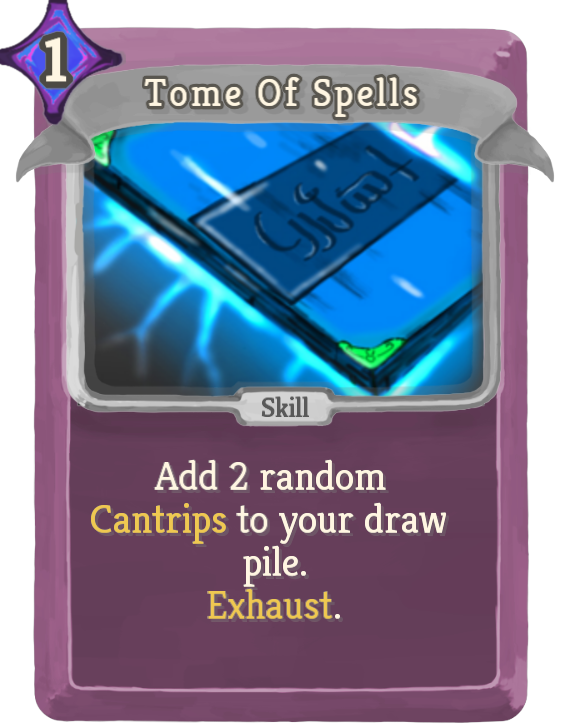 1
Tome Of Spells
Skill
Add 2 random
Cantrips to your draw
pile.
Exhaust.